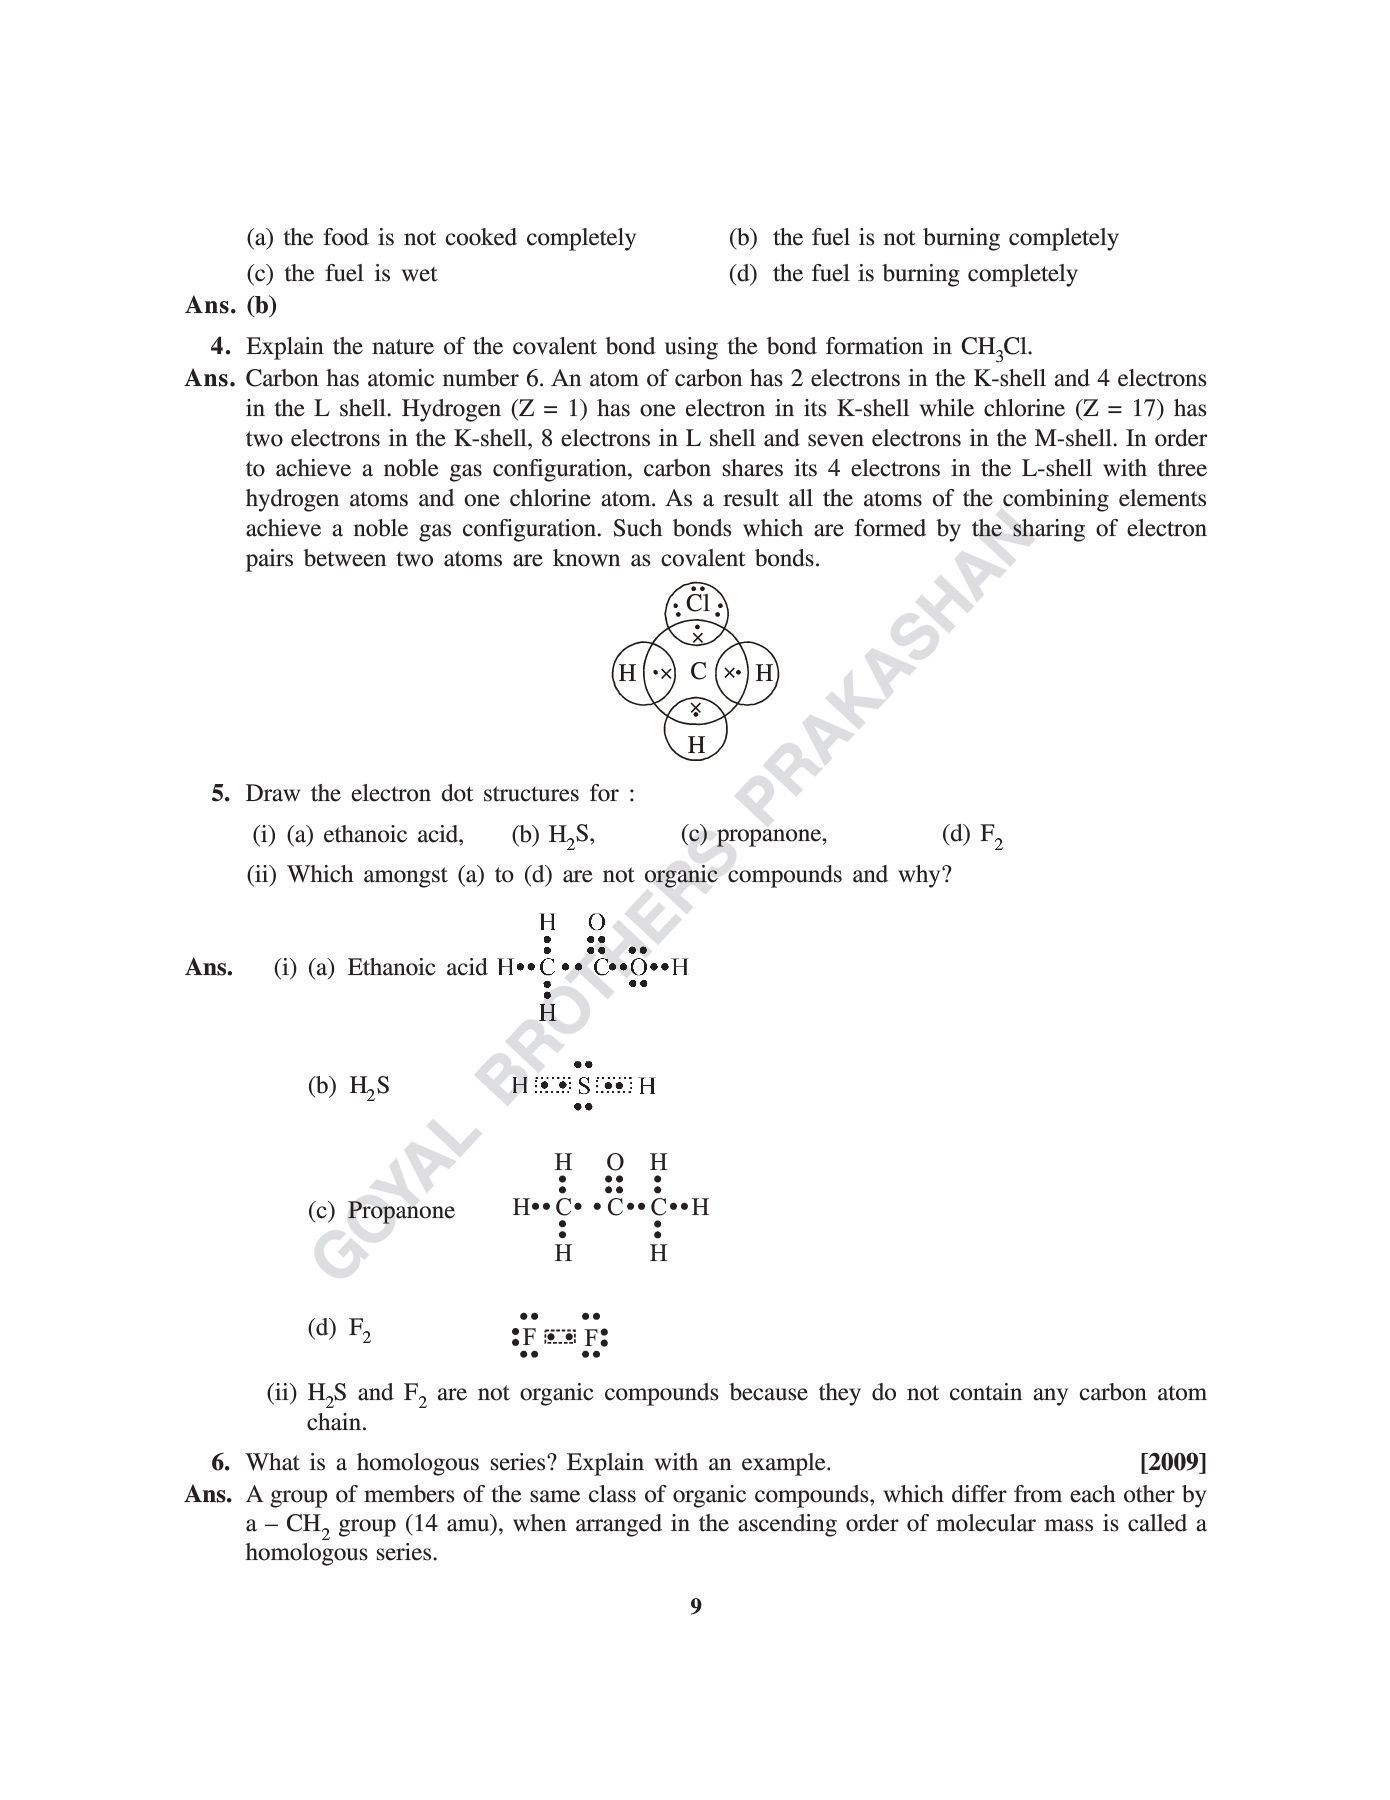 (a) the food is not cooked completely (b) the fuel is not burning completely
(c) the fuel is wet (d) the fuel is burning completely
Ans. (b)
4. Explain the nature of the covalent bond using the bond formation in CH₃Cl.
Ans. Carbon has atomic number 6. An atom of carbon has 2 electrons in the K-shell and 4 electrons
in the L shell. Hydrogen (Z = 1) has one electron in its K-shell while chlorine (Z = 17) has
two electrons in the K-shell, 8 electrons in L shell and seven electrons in the M-shell. In order
to achieve a noble gas configuration, carbon shares its 4 electrons in the L-shell with three
hydrogen atoms and one chlorine atom. As a result all the atoms of the combining elements
achieve a noble gas configuration. Such bonds which are formed by the sharing of electron
pairs between two atoms are known as covalent bonds.
Cl
H C H
H
5. Draw the electron dot structures for :
(i) (a) ethanoic acid, (b) H₂S, (c) propanone, (d) F₂
(ii) Which amongst (a) to (d) are not organic compounds and why?
H O
Ans. (i) (a) Ethanoic acid H••C••C••O••H
H
(b) H₂S H••S••H
H O H
(c) Propanone H••C• •C••C••H
H H
(d) F₂ :F••F:
(ii) H₂S and F₂ are not organic compounds because they do not contain any carbon atom
chain.
6. What is a homologous series? Explain with an example. [2009]
Ans. A group of members of the same class of organic compounds, which differ from each other by
a – CH₂ group (14 amu), when arranged in the ascending order of molecular mass is called a
homologous series.
9
GOYAL BROTHERS PRAKASHAN